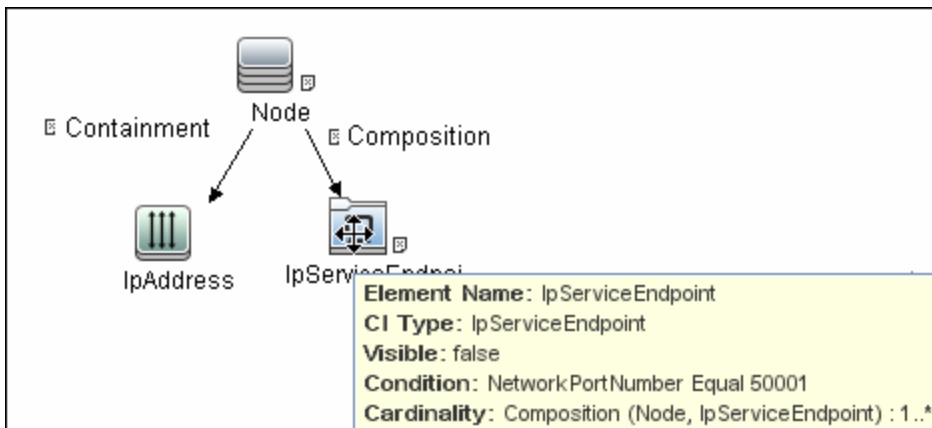 Node
Containment
Composition
IpAddress
IpServiceEndpoi
Element Name: IpServiceEndpoint
CI Type: IpServiceEndpoint
Visible: false
Condition: NetworkPortNumber Equal 50001
Cardinality: Composition (Node, IpServiceEndpoint) : 1..*